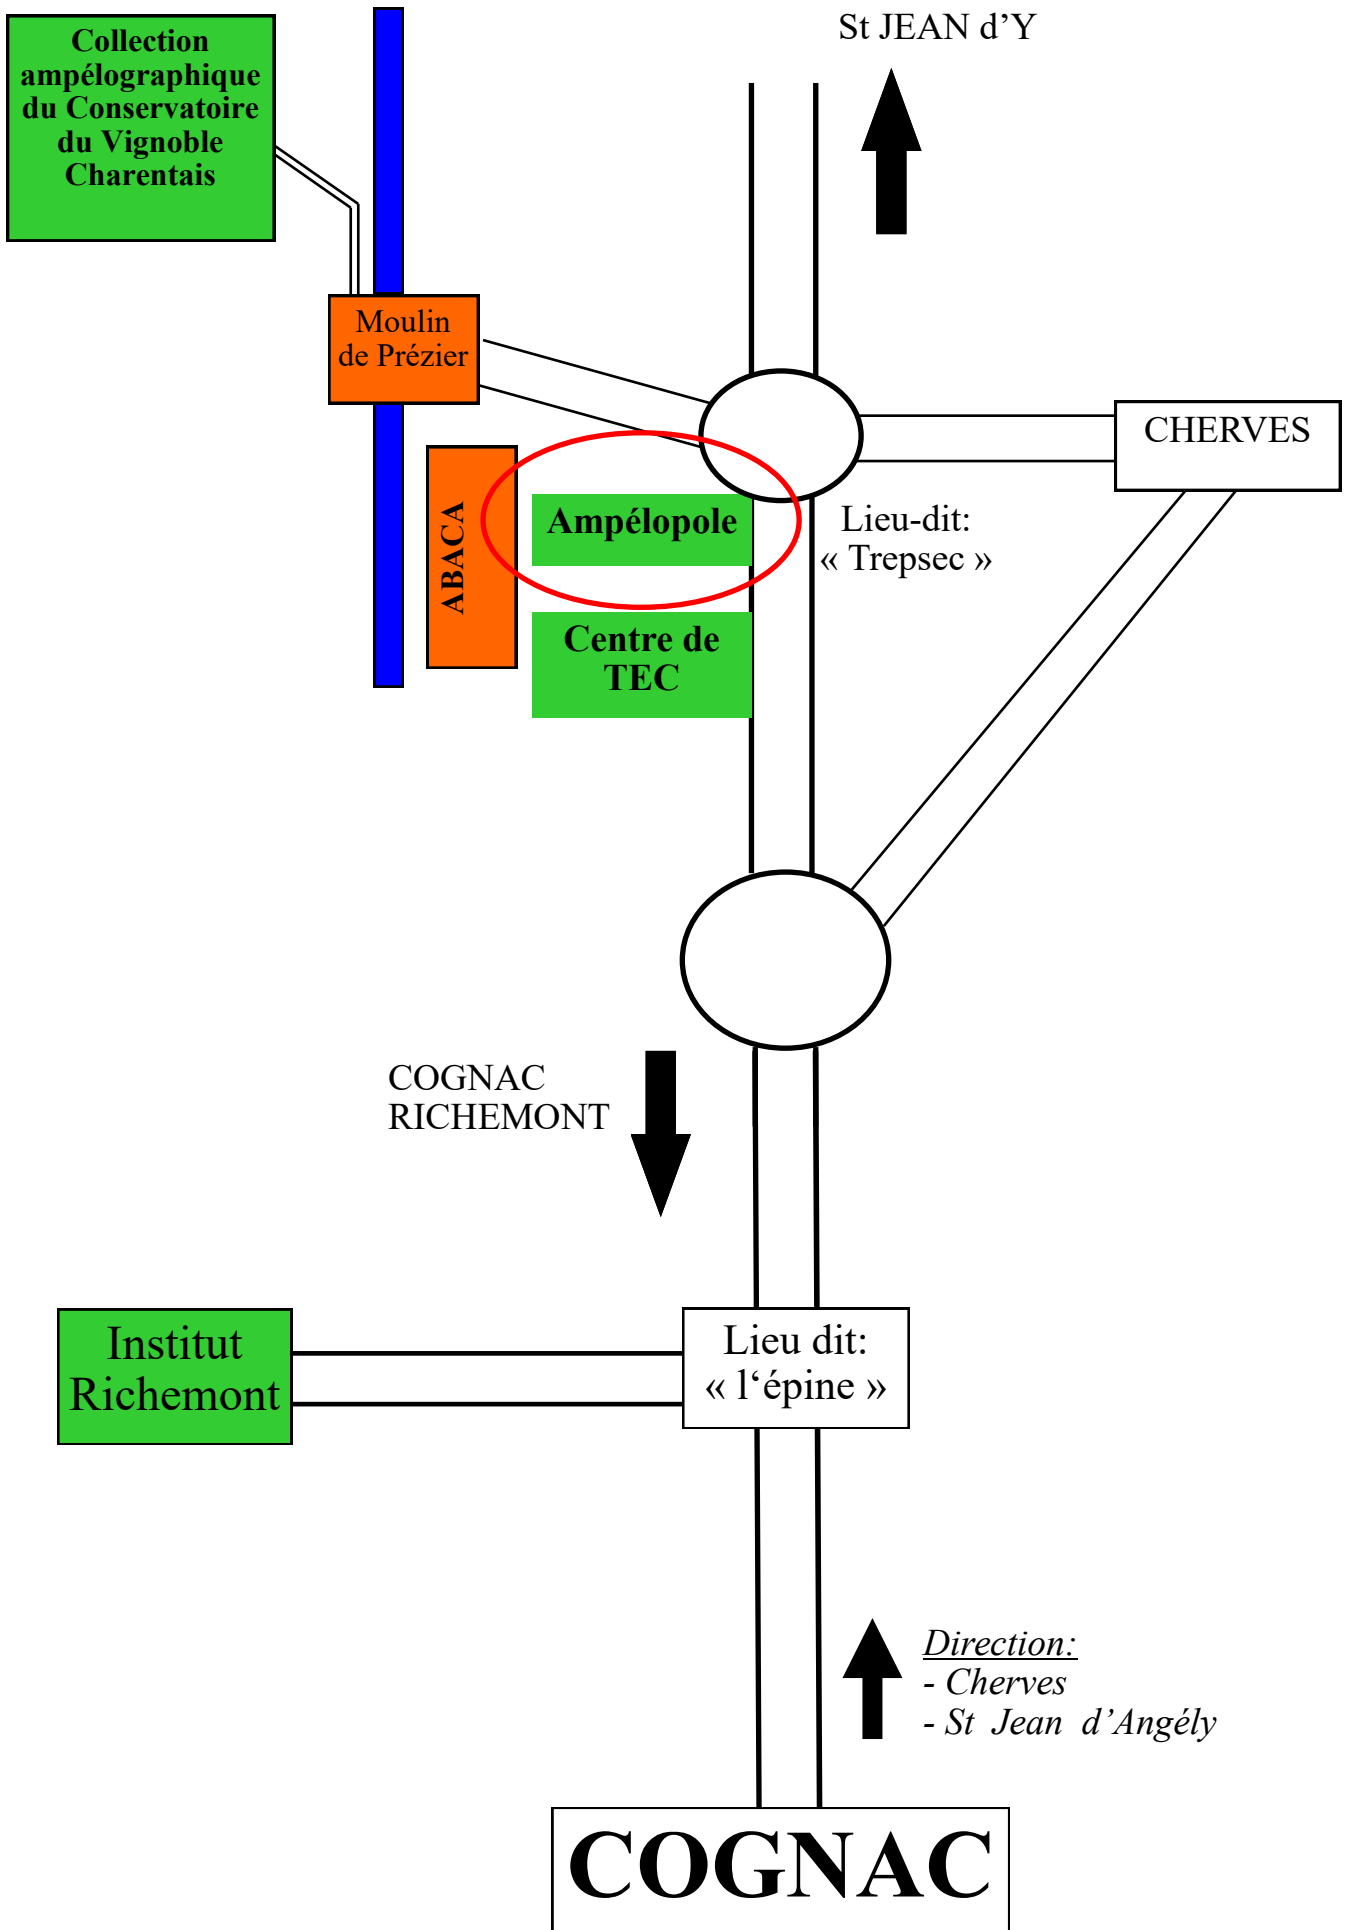 Collection
ampélographique
du Conservatoire
du Vignoble
Charentais
St JEAN d’Y
Moulin
de Prézier
CHERVES
ABACA
Ampélopole
Lieu-dit:
« Trepsec »
Centre de
TEC
COGNAC
RICHEMONT
Institut
Richemont
Lieu dit:
« l‘épine »
Direction:
- Cherves
- St Jean d’Angély
COGNAC